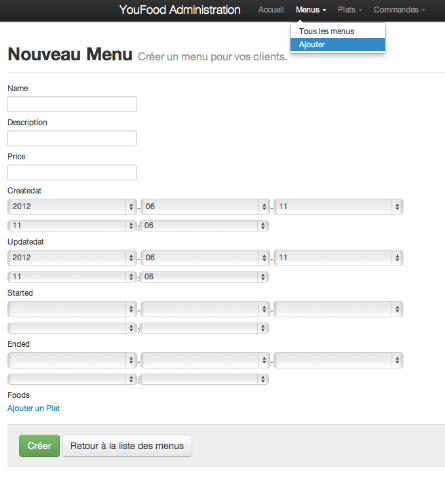 YouFood Administration Accueil Menus Plats Commandes
Tous les menus
Ajouter
Nouveau Menu Créer un menu pour vos clients.
Name
Description
Price
Createdat
2012 - 06 - 11
11 : 06
Updatedat
2012 - 06 - 11
11 : 06
Started
- -
:
Ended
- -
:
Foods
Ajouter un Plat
Créer Retour à la liste des menus